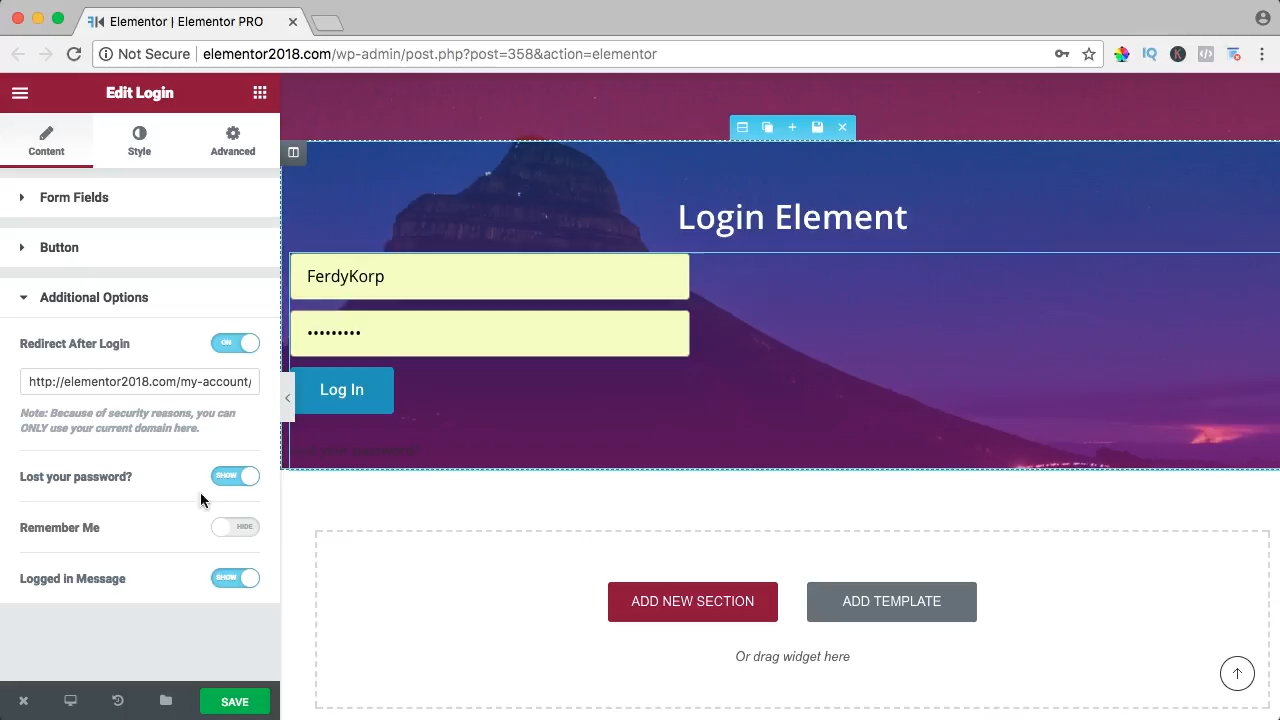 Elementor | Elementor PRO
Not Secure
elementor2018.com/wp-admin/post.php?post=358&action=elementor
Edit Login
Content
Style
Advanced
Form Fields
Button
Additional Options
Redirect After Login
ON
http://elementor2018.com/my-account/
Note: Because of security reasons, you can
ONLY use your current domain here.
Lost your password?
SHOW
Remember Me
HIDE
Logged in Message
SHOW
SAVE
Login Element
FerdyKorp
•••••••••
Log In
ADD NEW SECTION
ADD TEMPLATE
Or drag widget here